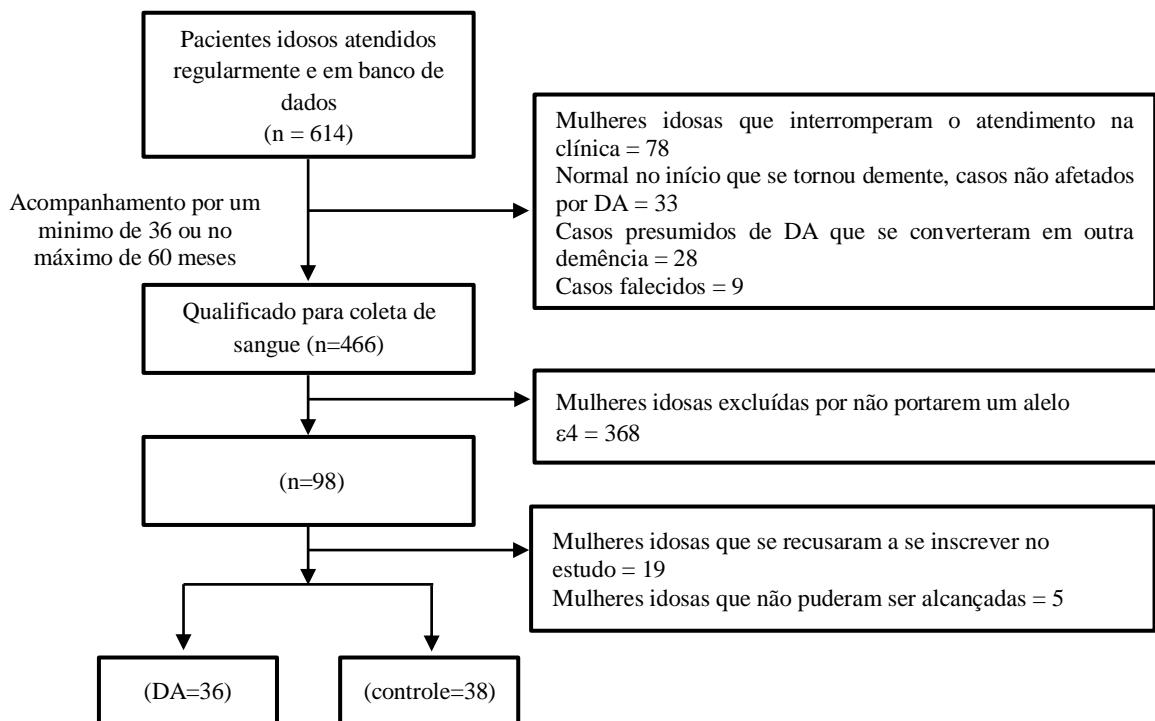 Pacientes idosos atendidos
regularmente e em banco de
dados
(n = 614)
Mulheres idosas que interromperam o atendimento na
clínica = 78
Normal no início que se tornou demente, casos não afetados
por DA = 33
Casos presumidos de DA que se converteram em outra
demência = 28
Casos falecidos = 9
Acompanhamento por um
minimo de 36 ou no
máximo de 60 meses
Qualificado para coleta de
sangue (n=466)
Mulheres idosas excluídas por não portarem um alelo
ε4 = 368
(n=98)
Mulheres idosas que se recusaram a se inscrever no
estudo = 19
Mulheres idosas que não puderam ser alcançadas = 5
(DA=36)
(controle=38)